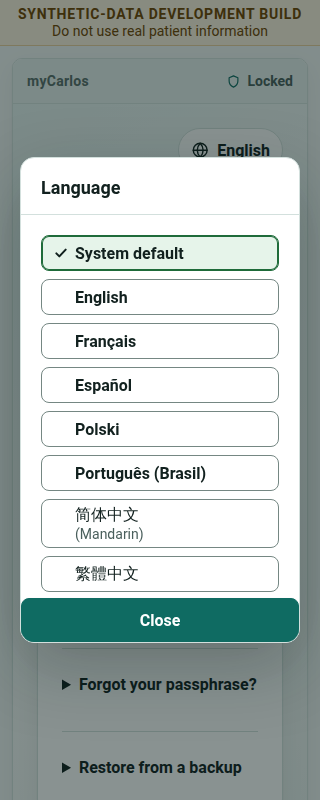 SYNTHETIC-DATA DEVELOPMENT BUILD
Do not use real patient information
myCarlos
Locked
English
Language
System default
English
Français
Español
Polski
Português (Brasil)
简体中文
(Mandarin)
繁體中文
Close
Forgot your passphrase?
Restore from a backup